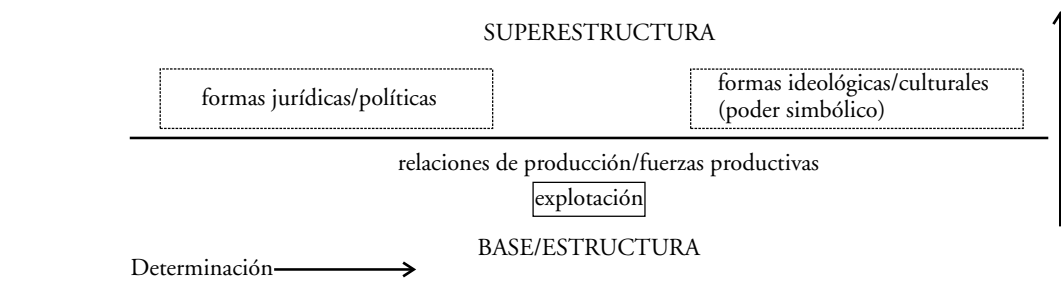 SUPERESTRUCTURA
formas jurídicas/políticas
formas ideológicas/culturales
(poder simbólico)
relaciones de producción/fuerzas productivas
explotación
BASE/ESTRUCTURA
Determinación